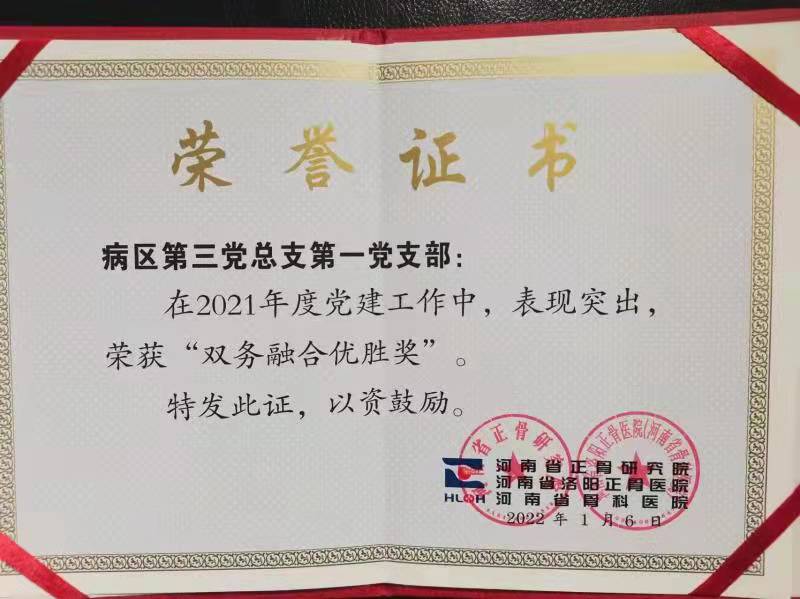 荣誉证书
病区第三党总支第一党支部：
在2021年度党建工作中，表现突出，
荣获“双务融合优胜奖”。
特发此证，以资鼓励。
河南省正骨研究院
河南省洛阳正骨医院
HLOH 河南省骨科医院
2022 年 1 月 6 日